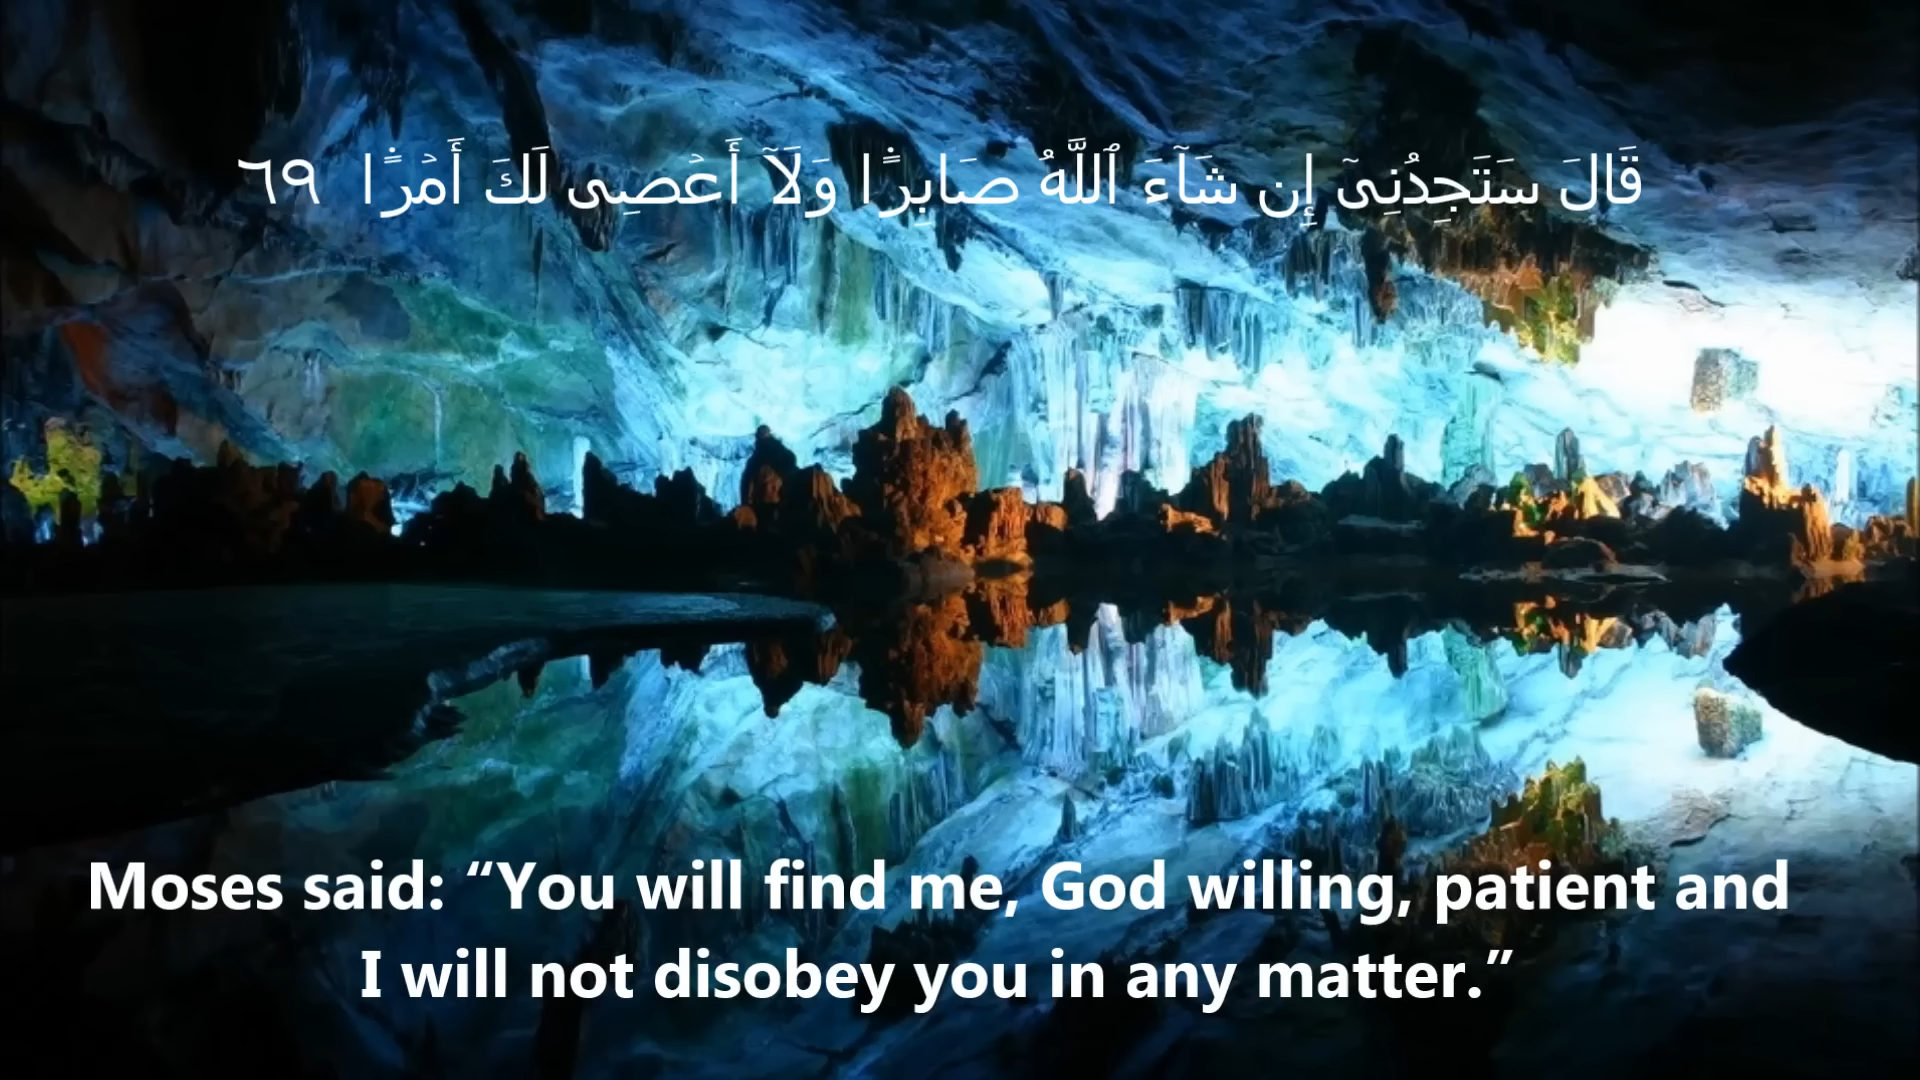 قَالَ سَتَجِدُنِىٓ إِن شَآءَ ٱللَّهُ صَابِرًۭا وَلَآ أَعْصِى لَكَ أَمْرًۭا ٦٩
Moses said: “You will find me, God willing, patient and
I will not disobey you in any matter.”